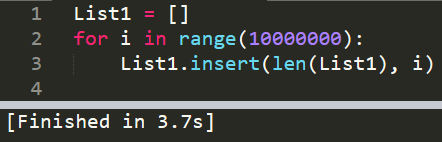 1 List1 = []
2 for i in range(10000000):
3     List1.insert(len(List1), i)
4
[Finished in 3.7s]